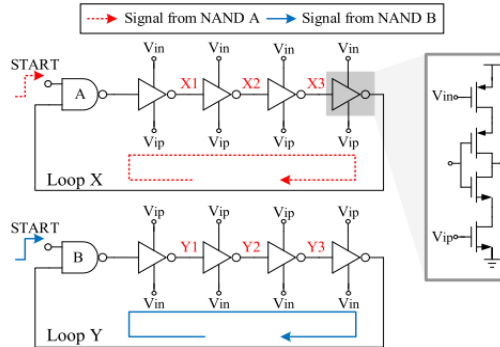 Signal from NAND A Signal from NAND B
START
Vin Vin Vin Vin
A X1 X2 X3
Vip Vip Vip Vip
Loop X
Vin
Vip
START
Vip Vip Vip Vip
B Y1 Y2 Y3
Vin Vin Vin Vin
Loop Y